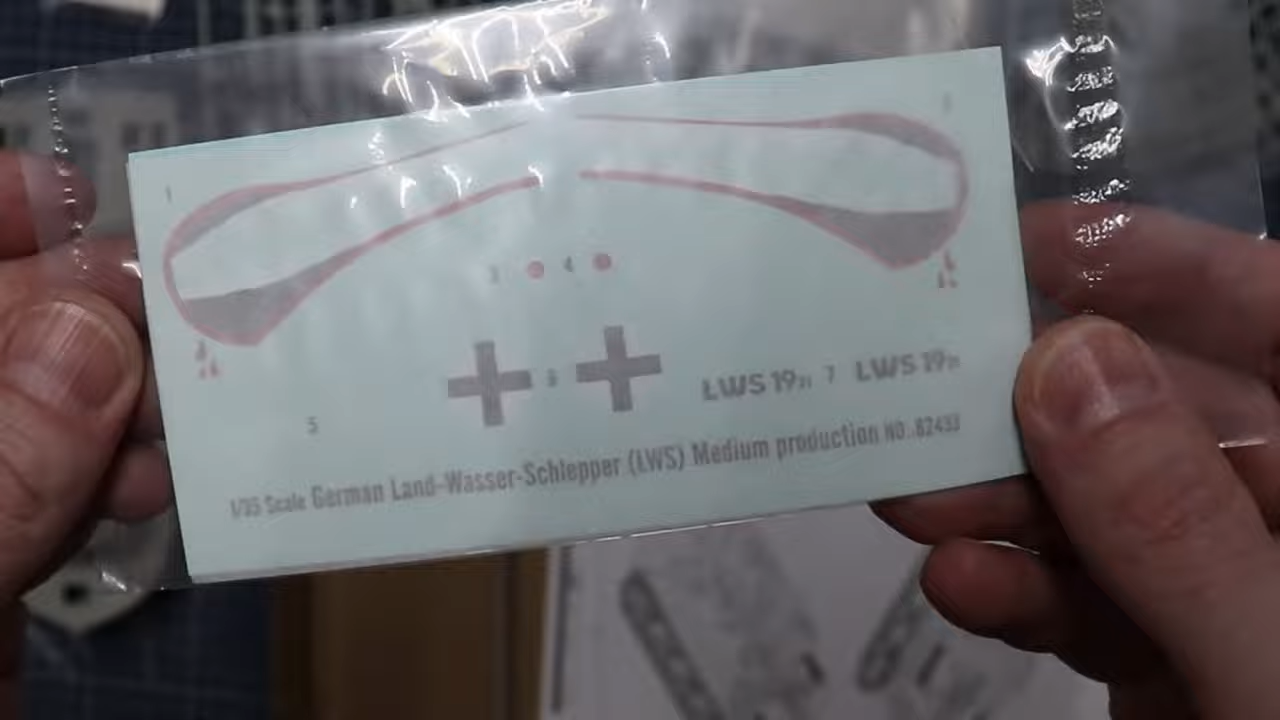 1
3 4
3
LWS 19 7 LWS 19
5
1/35 Scale German Land-Wasser-Schlepper (LWS) Medium production NO.:82433